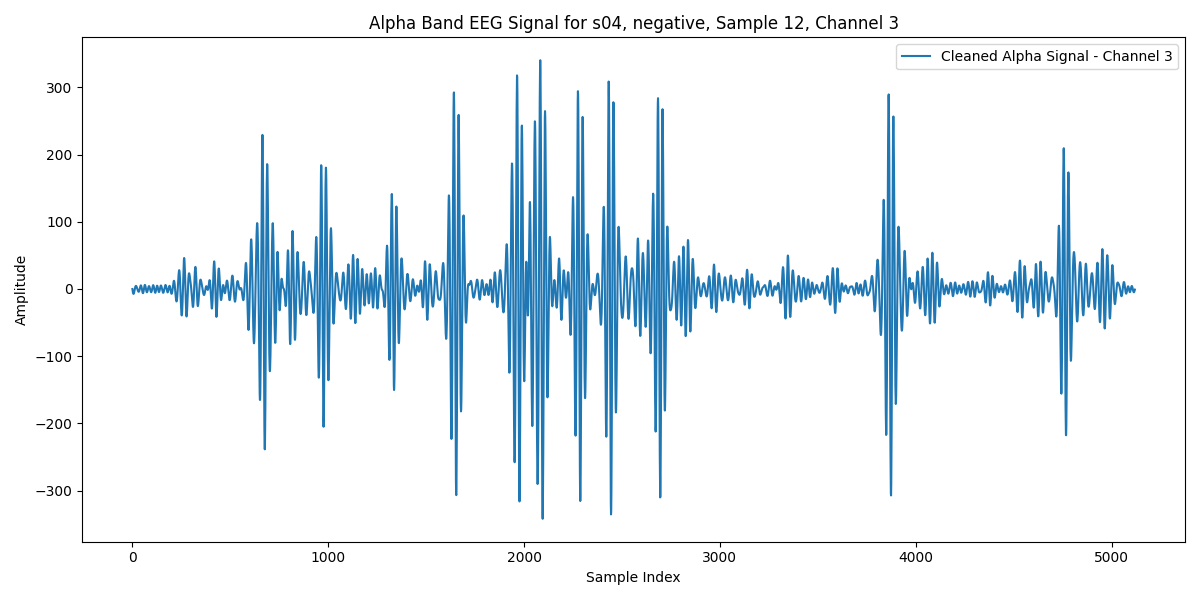 Alpha Band EEG Signal for s04, negative, Sample 12, Channel 3
Cleaned Alpha Signal - Channel 3
Amplitude
300
200
100
0
−100
−200
−300
0 1000 2000 3000 4000 5000
Sample Index